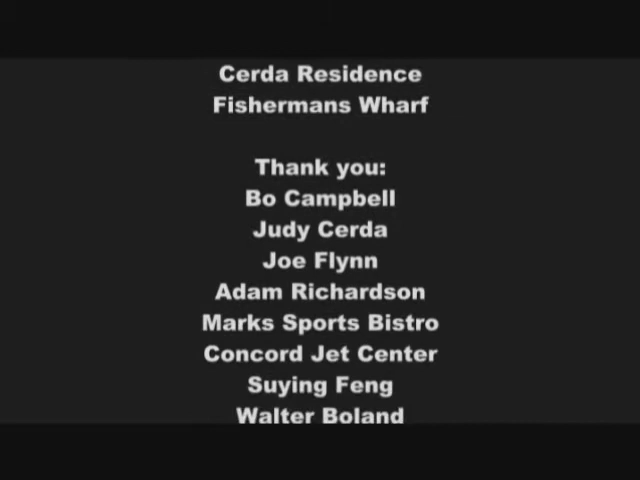 Cerda Residence
Fishermans Wharf
Thank you:
Bo Campbell
Judy Cerda
Joe Flynn
Adam Richardson
Marks Sports Bistro
Concord Jet Center
Suying Feng
Walter Boland